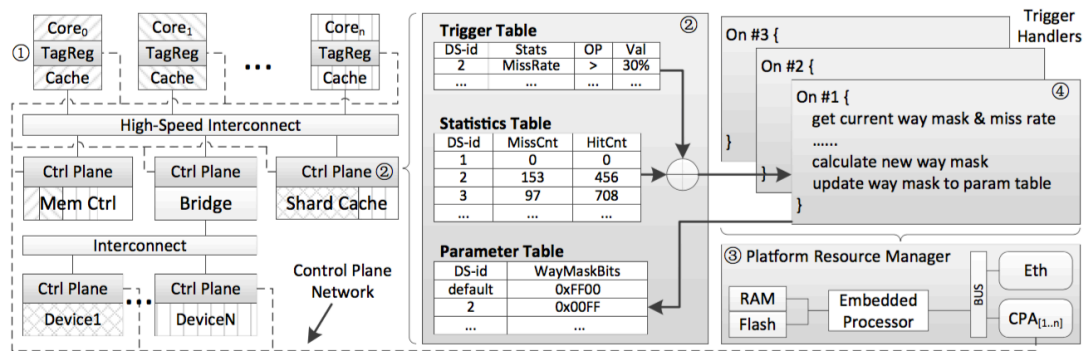 Core0 Core1 Coren
① TagReg TagReg ... TagReg
Cache Cache Cache
High-Speed Interconnect
Ctrl Plane Ctrl Plane Ctrl Plane ②
Mem Ctrl Bridge Shard Cache
Interconnect
Ctrl Plane ... Ctrl Plane
Device1 DeviceN
Control Plane
Network
②
Trigger Table
DS-id Stats OP Val
2 MissRate > 30%
... ... ... ...
Statistics Table
DS-id MissCnt HitCnt
1 0 0
2 153 456
3 97 708
... ... ...
Parameter Table
DS-id WayMaskBits
default 0xFF00
2 0x00FF
... ...
Trigger
Handlers
On #3 {
}
On #2 {
}
④
On #1 {
get current way mask & miss rate
......
calculate new way mask
update way mask to param table
}
③ Platform Resource Manager
RAM
Flash
Embedded
Processor
BUS
Eth
CPA[1..n]